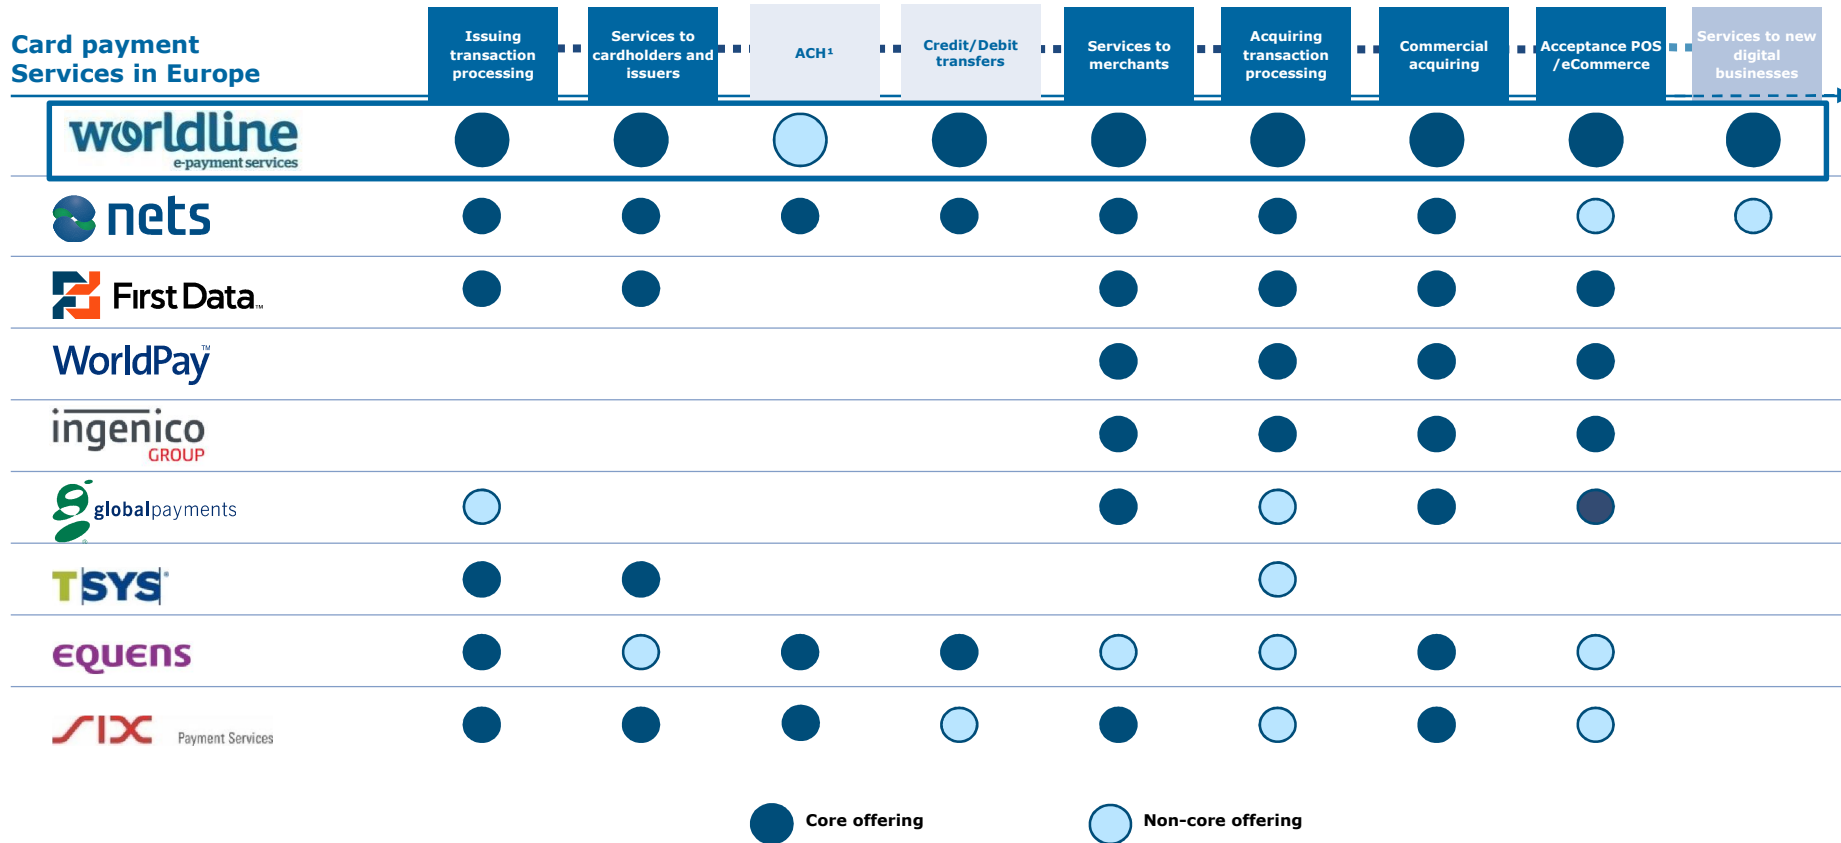 Card payment
Services in Europe
Issuing
transaction
processing
Services to
cardholders and
issuers
ACH¹
Credit/Debit
transfers
Services to
merchants
Acquiring
transaction
processing
Commercial
acquiring
Acceptance POS
/eCommerce
Services to new
digital
businesses
worldline
e-payment services
nets
First Data™
WorldPay™
ingenico
GROUP
globalpayments
TSYS®
EQUENS
SIX Payment Services
Core offering
Non-core offering